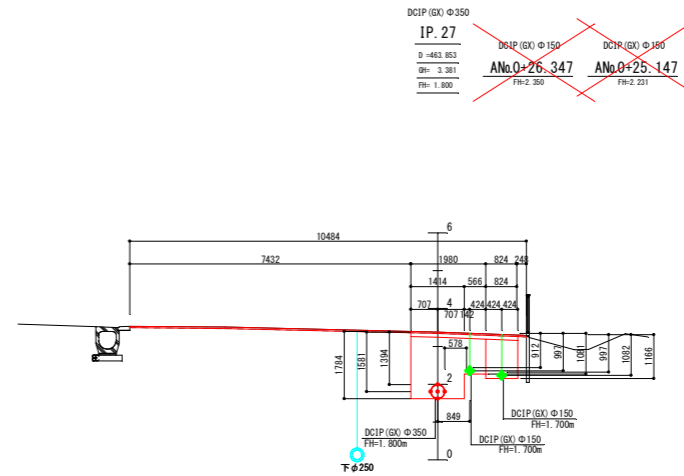 DCIP(GX)Φ350
IP. 27
D =463.853
GH= 3.381
FH= 1.800
DCIP(GX)Φ150
ANo.0+26.347
FH=2.350
DCIP(GX)Φ150
ANo.0+25.147
FH=2.231
6
10484
7432
1980
824
248
1414
566
824
707
4
707
142
424
424
424
578
1784
1581
1394
912
997
1081
997
1082
1166
2
849
DCIP(GX)Φ350
FH=1.800m
DCIP(GX)Φ150
FH=1.700m
DCIP(GX)Φ150
FH=1.700m
0
下φ250